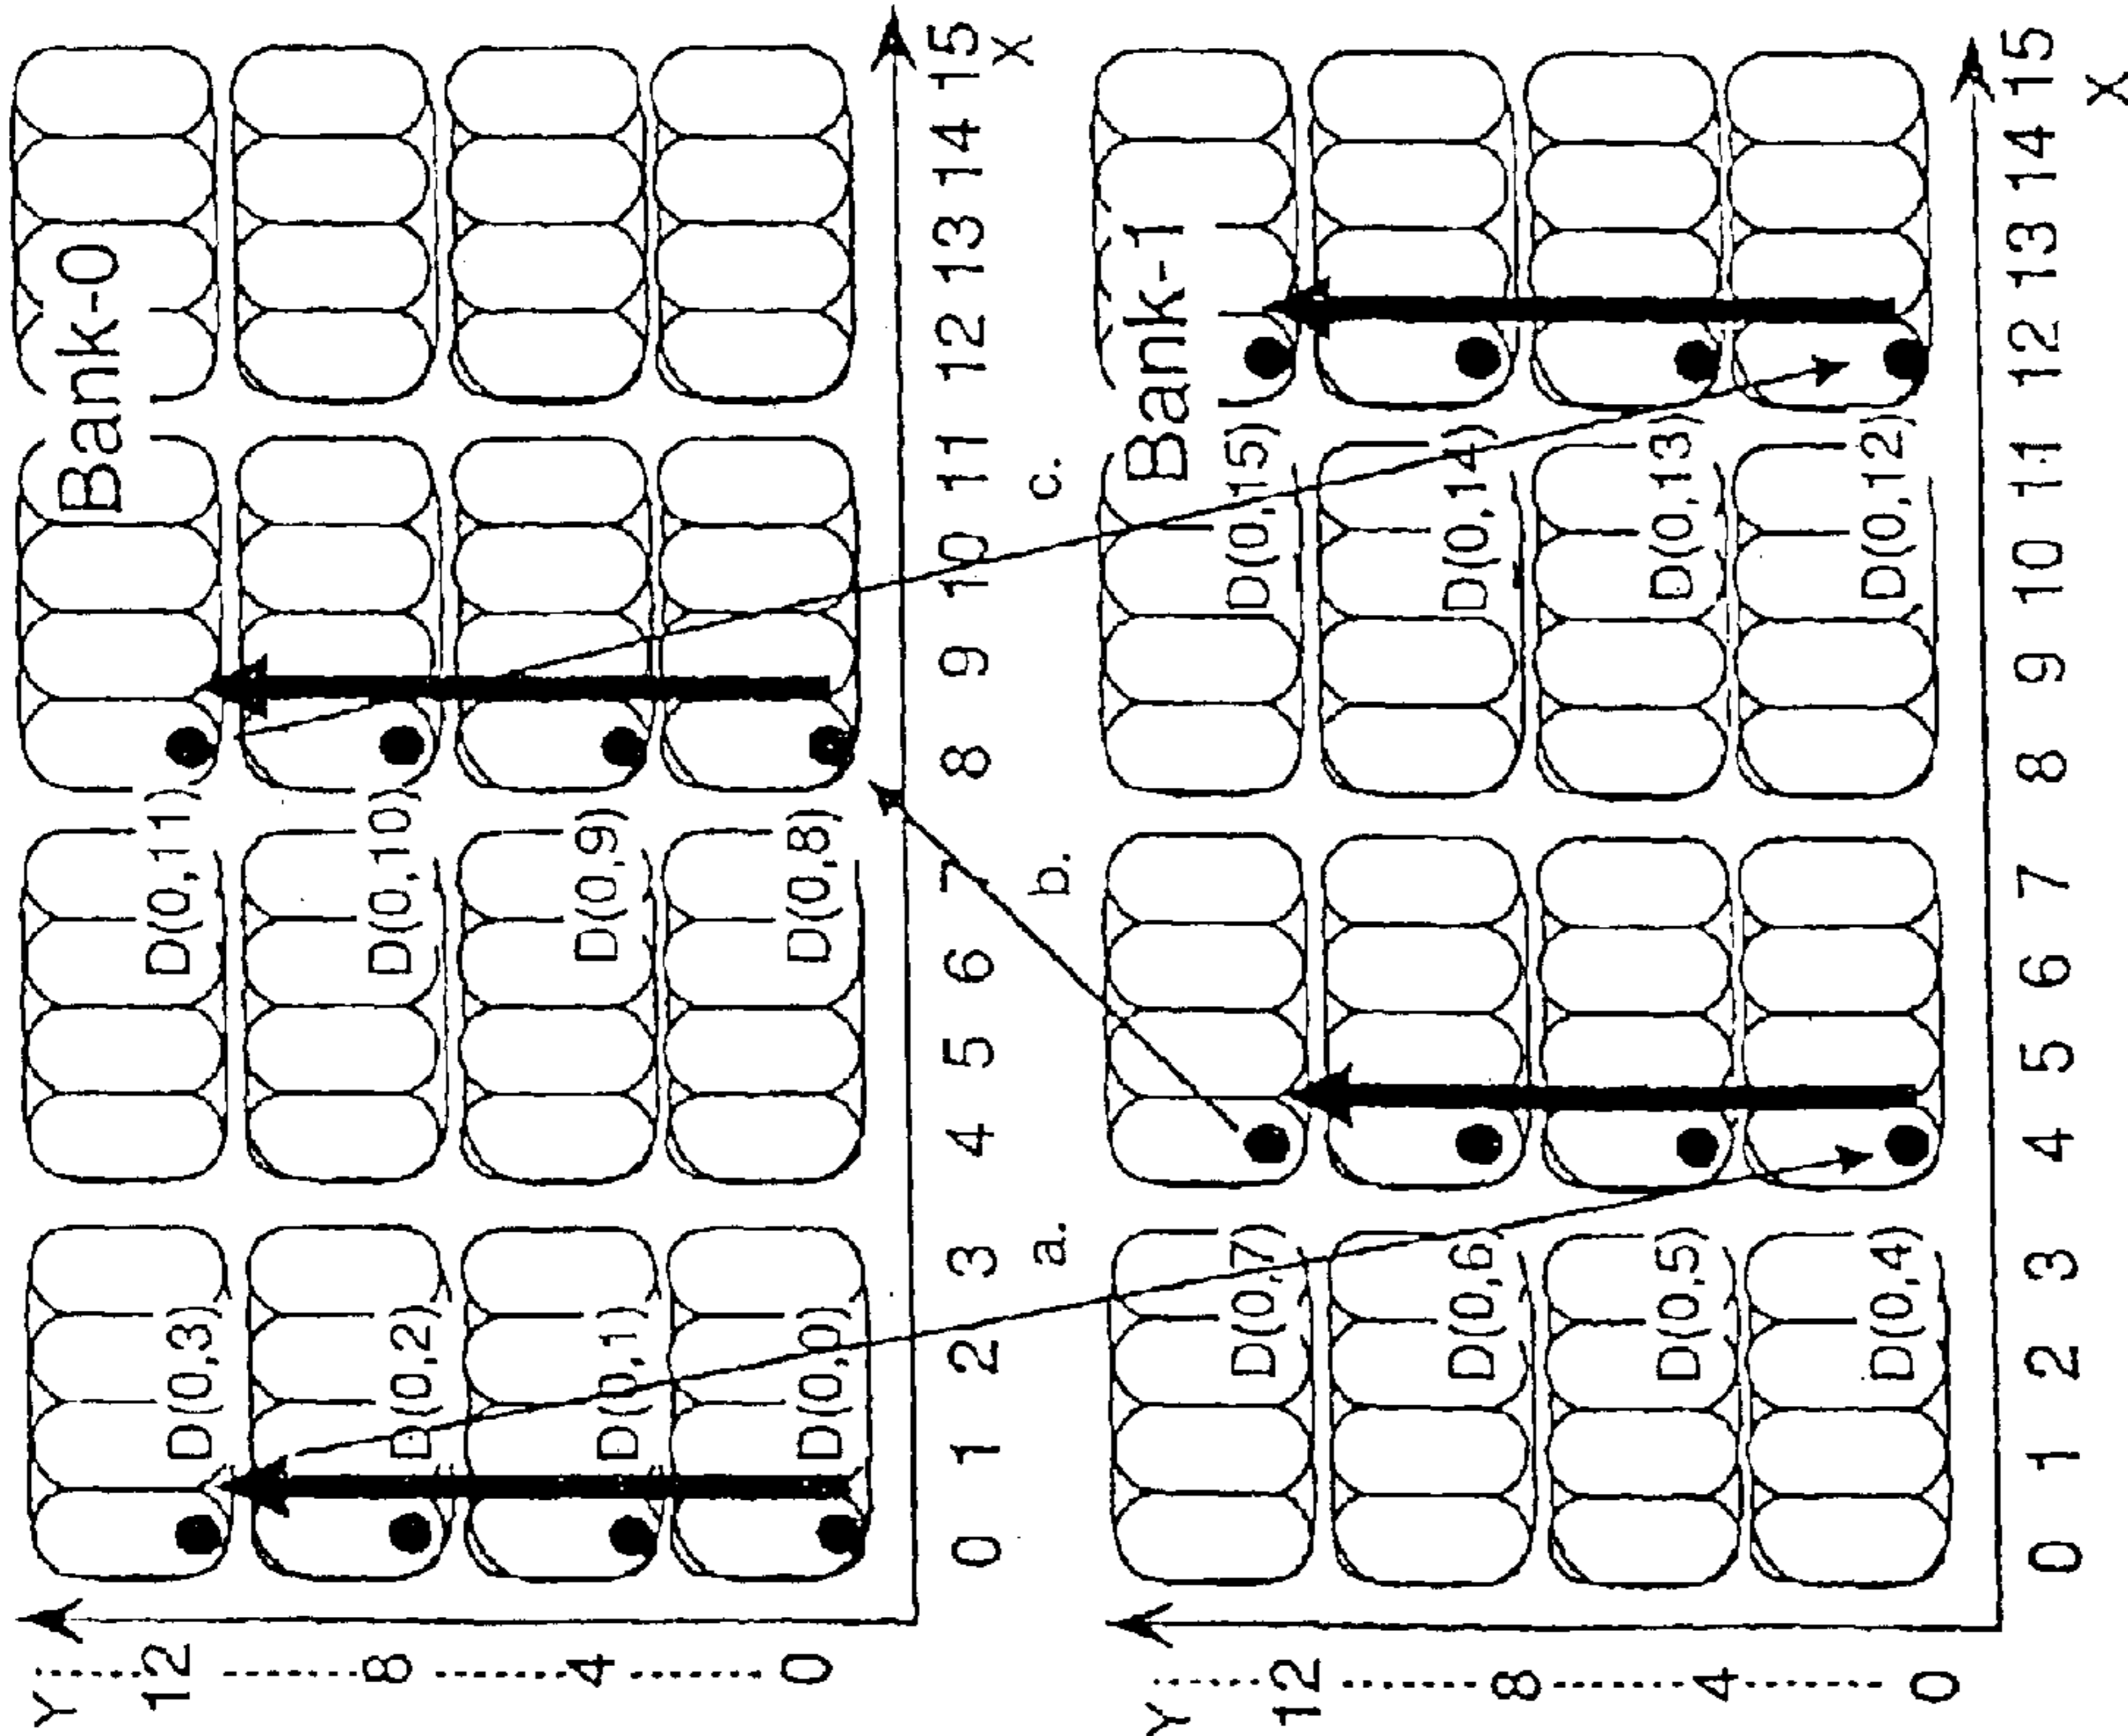 Bank-0
Y
12
8
4
0
D(0,3)
D(0,2)
D(0,1)
D(0,0)
D(0,11)
D(0,10)
D(0,9)
D(0,8)
0 1 2 3 4 5 6 7 8 9 10 11 12 13 14 15
X
a.
b.
c.
Bank-1
Y
12
8
4
0
D(0,7)
D(0,6)
D(0,5)
D(0,4)
D(0,15)
D(0,14)
D(0,13)
D(0,12)
0 1 2 3 4 5 6 7 8 9 10 11 12 13 14 15
X